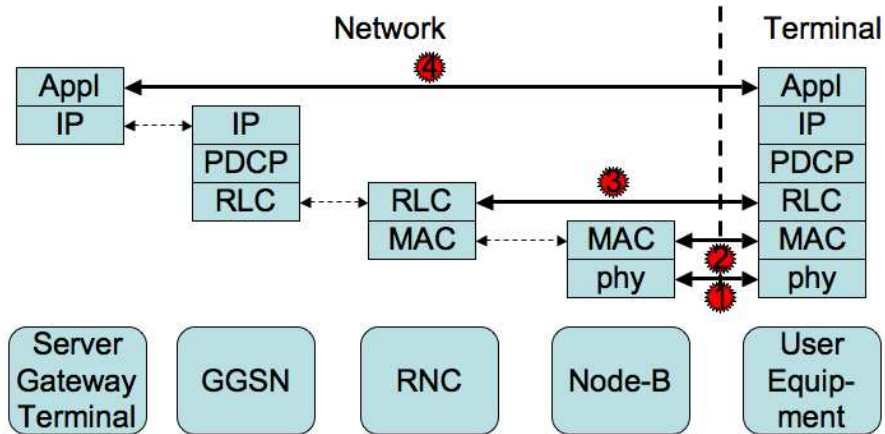 Network
Terminal
4
Appl
Appl
IP
IP
IP
PDCP
PDCP
3
RLC
RLC
RLC
MAC
MAC
MAC
2
phy
phy
1
Server
Gateway
Terminal
GGSN
RNC
Node-B
User
Equip-
ment